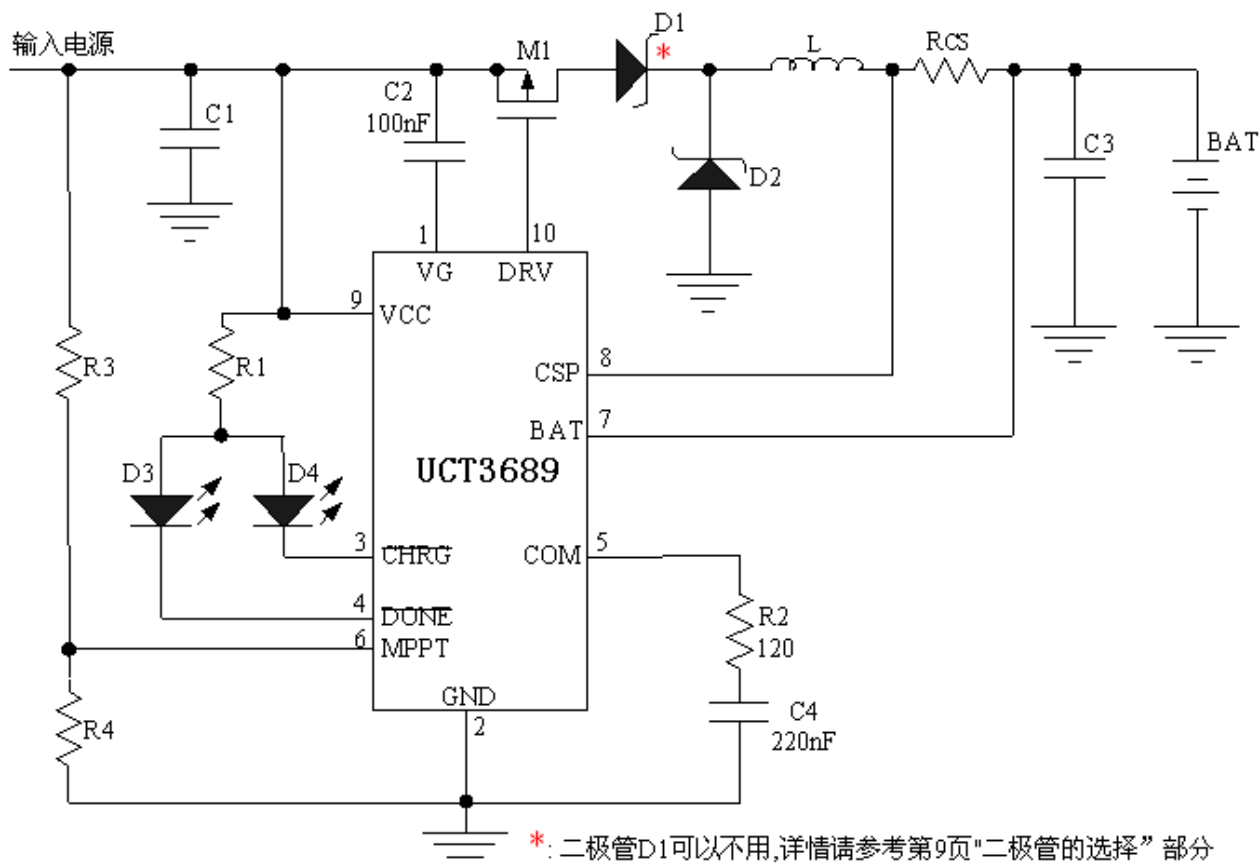 输入电源
M1
D1
*
L
RCS
C1
C2
100nF
D2
C3
BAT
1
10
VG
DRV
9
VCC
R3
R1
8
CSP
7
BAT
D3
D4
UCT3689
3
CHRG
COM
5
4
DONE
6
MPPT
R2
120
GND
2
R4
C4
220nF
*: 二极管D1可以不用,详情请参考第9页"二极管的选择”部分